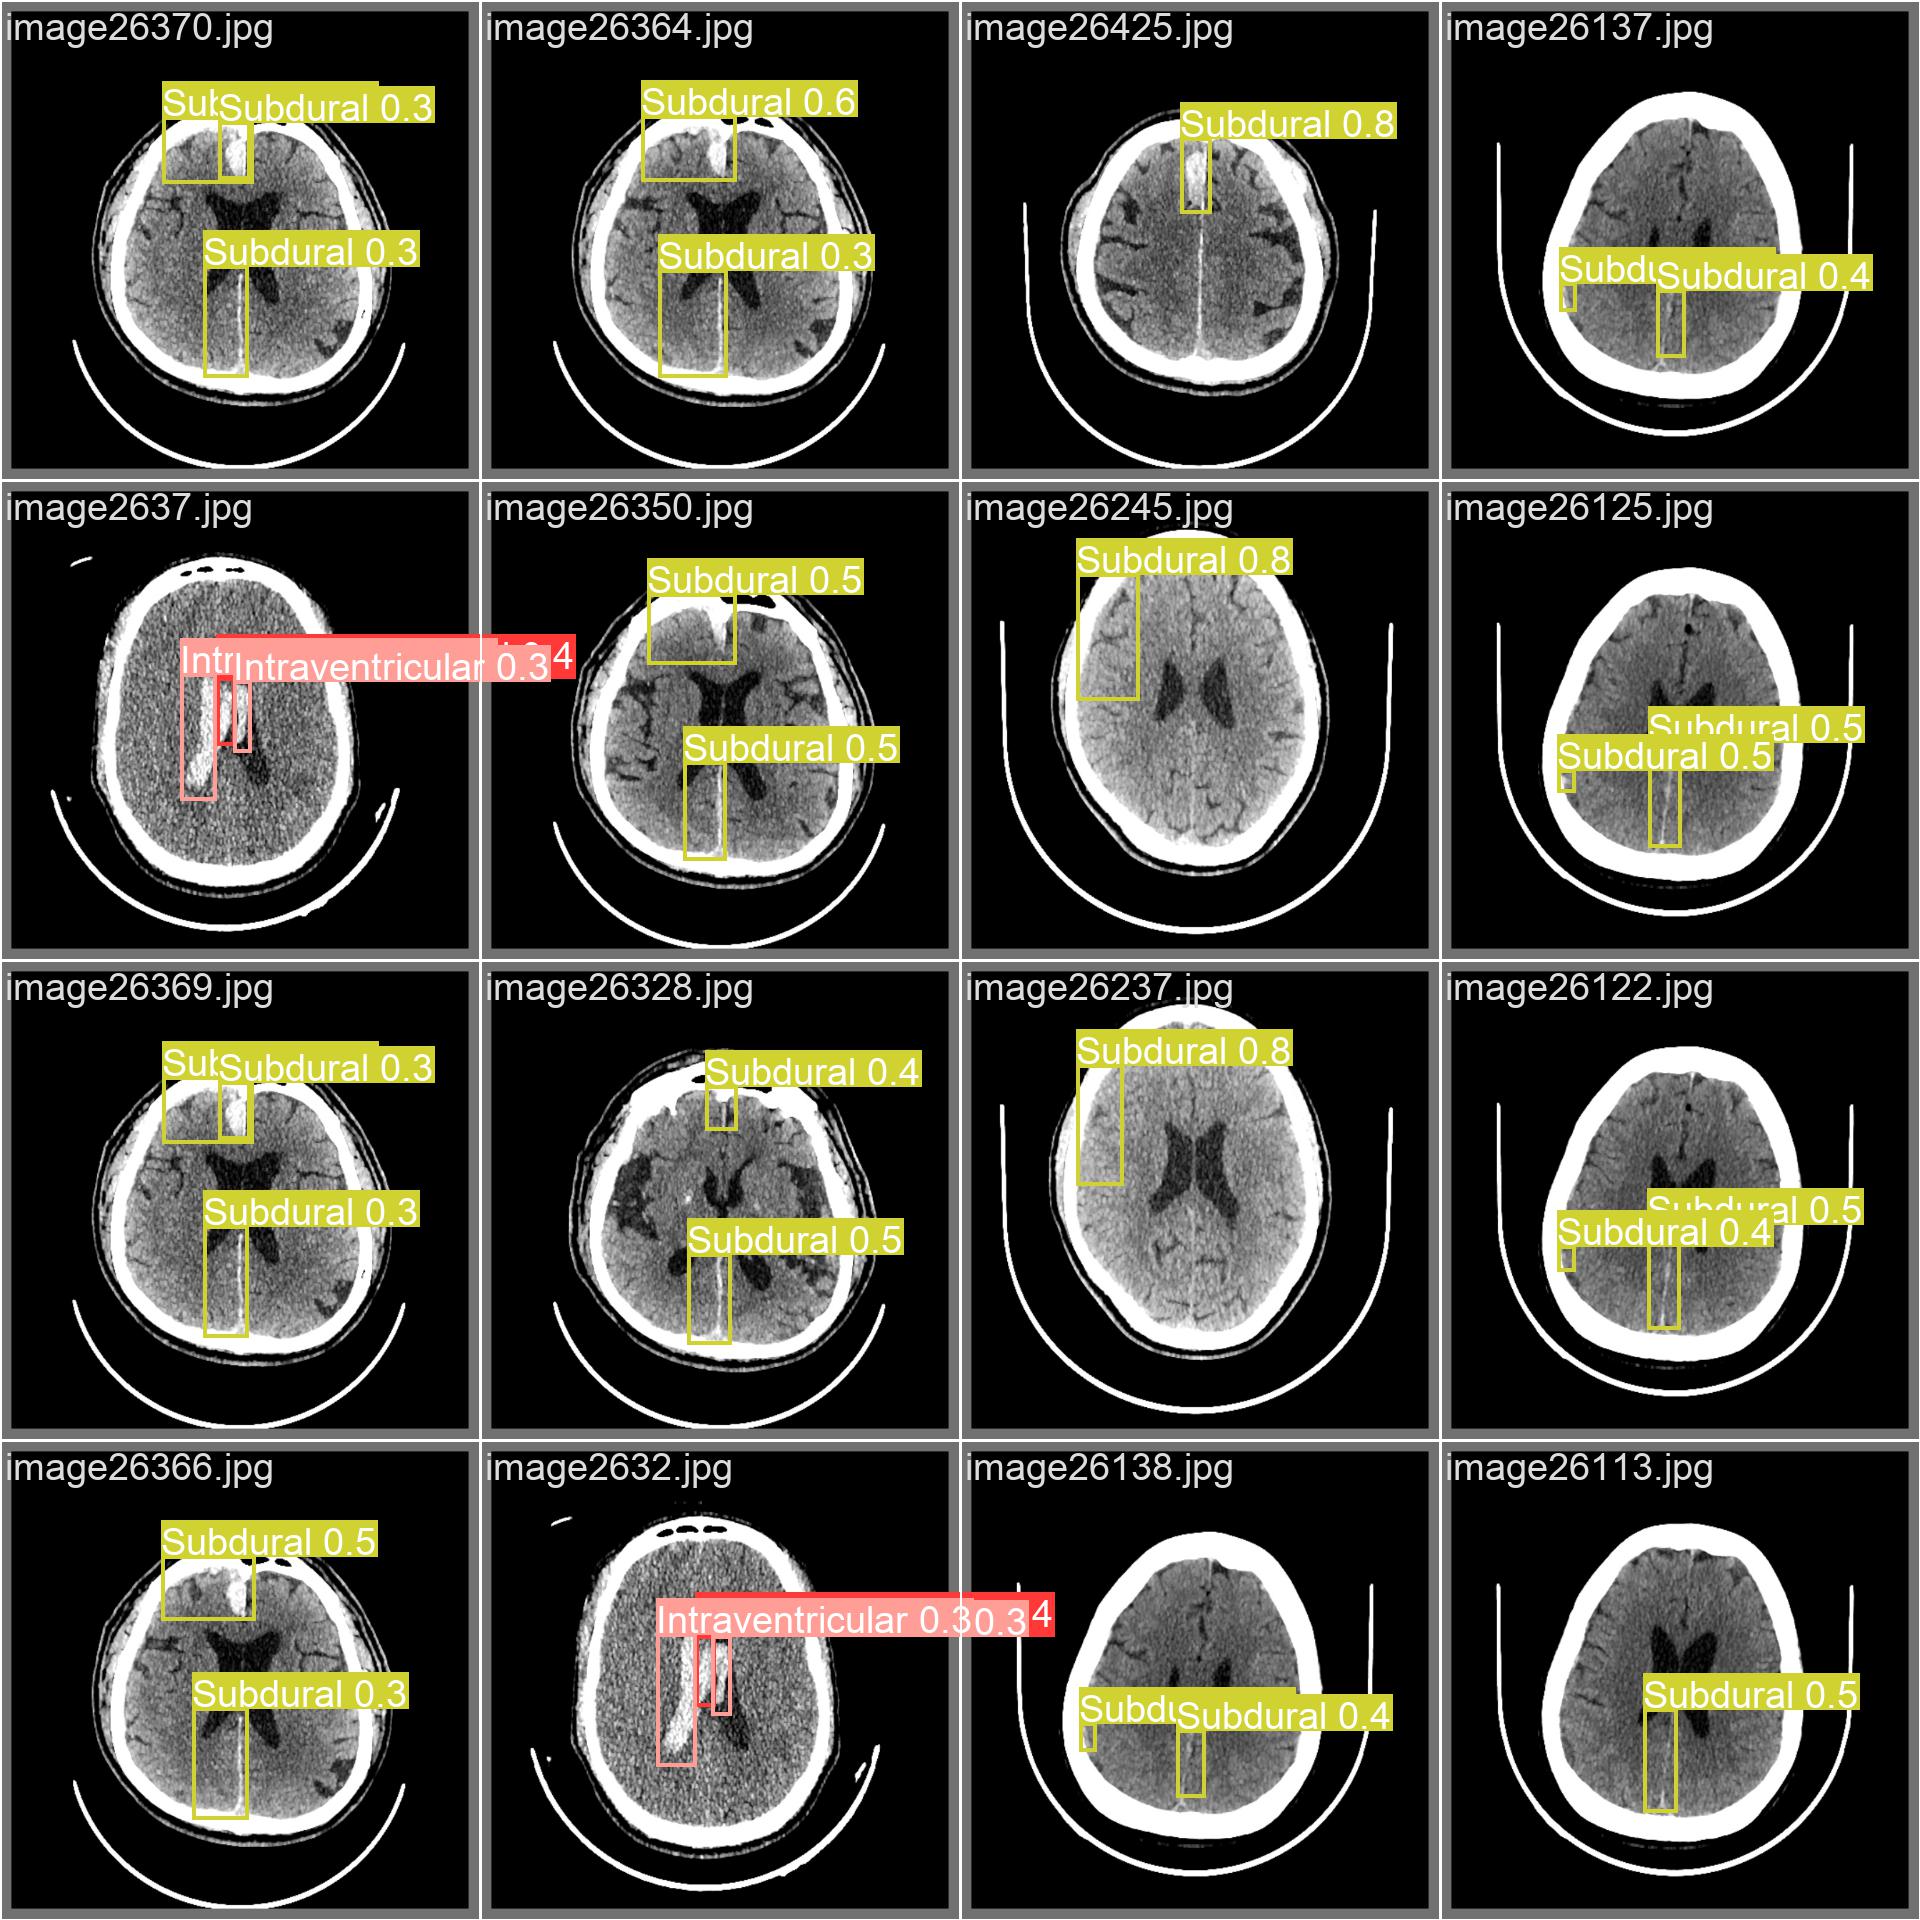 image26370.jpg
Subdural 0.3
Subdural 0.3
image26364.jpg
Subdural 0.6
Subdural 0.3
image26425.jpg
Subdural 0.8
image26137.jpg
Subdural 0.4
image2637.jpg
Intraventricular 0.3
4
image26350.jpg
Subdural 0.5
Subdural 0.5
image26245.jpg
Subdural 0.8
image26125.jpg
Subdural 0.5
Subdural 0.5
image26369.jpg
Subdural 0.3
Subdural 0.3
image26328.jpg
Subdural 0.4
Subdural 0.5
image26237.jpg
Subdural 0.8
image26122.jpg
Subdural 0.5
Subdural 0.4
image26366.jpg
Subdural 0.5
Subdural 0.3
image2632.jpg
Intraventricular 0.3
0.3
4
image26138.jpg
Subdural 0.4
image26113.jpg
Subdural 0.5